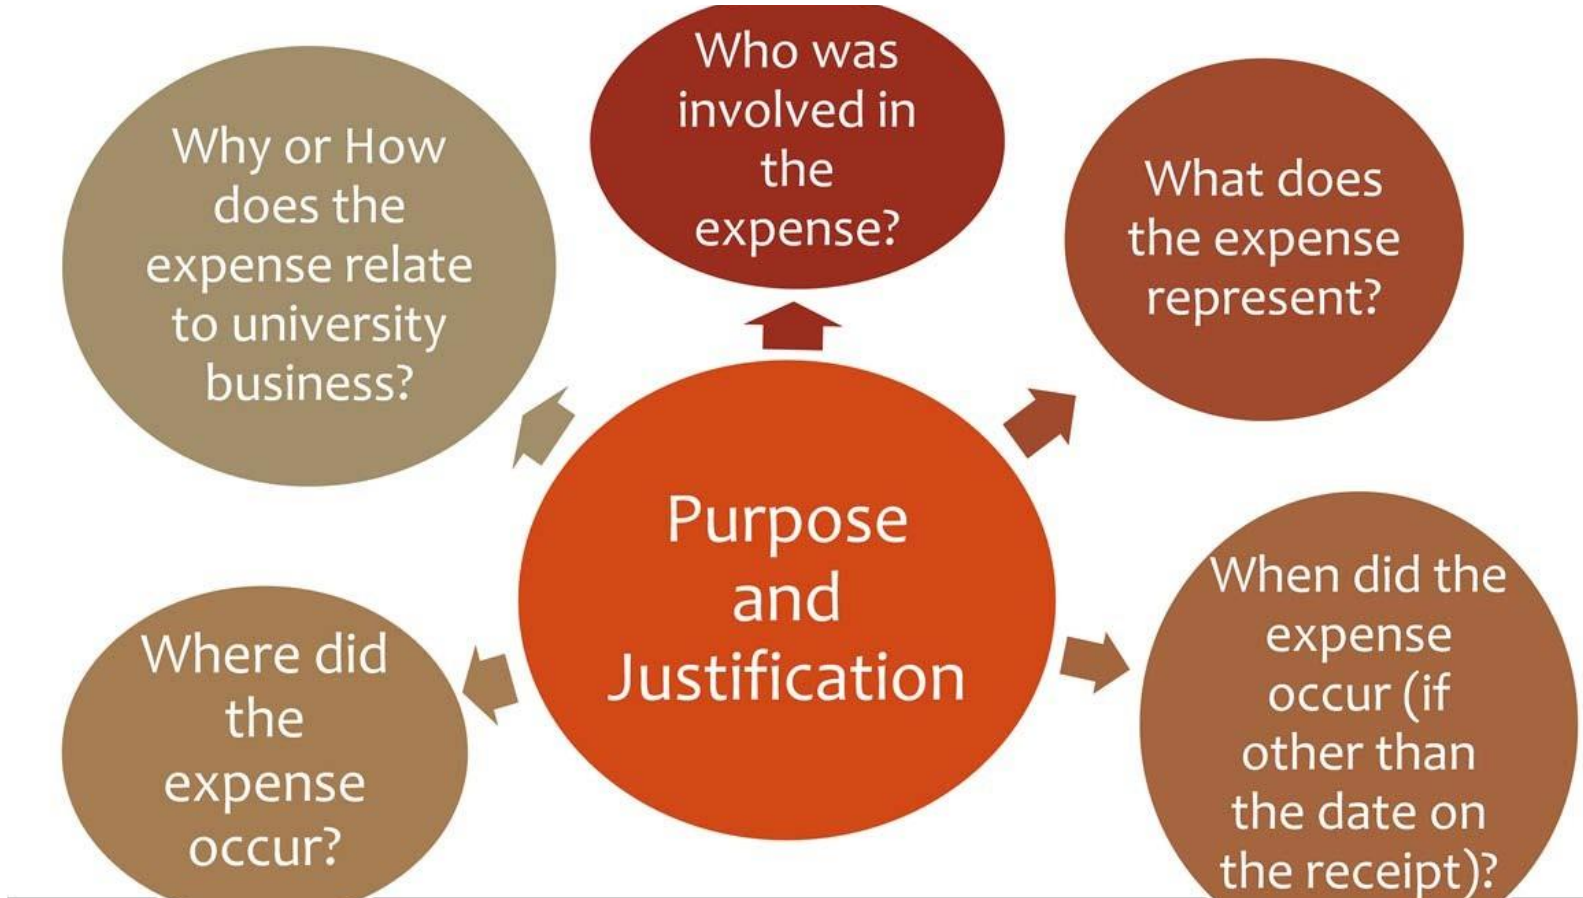 Why or How
does the
expense relate
to university
business?
Who was
involved in
the
expense?
What does
the expense
represent?
Purpose
and
Justification
Where did
the
expense
occur?
When did the
expense
occur (if
other than
the date on
the receipt)?